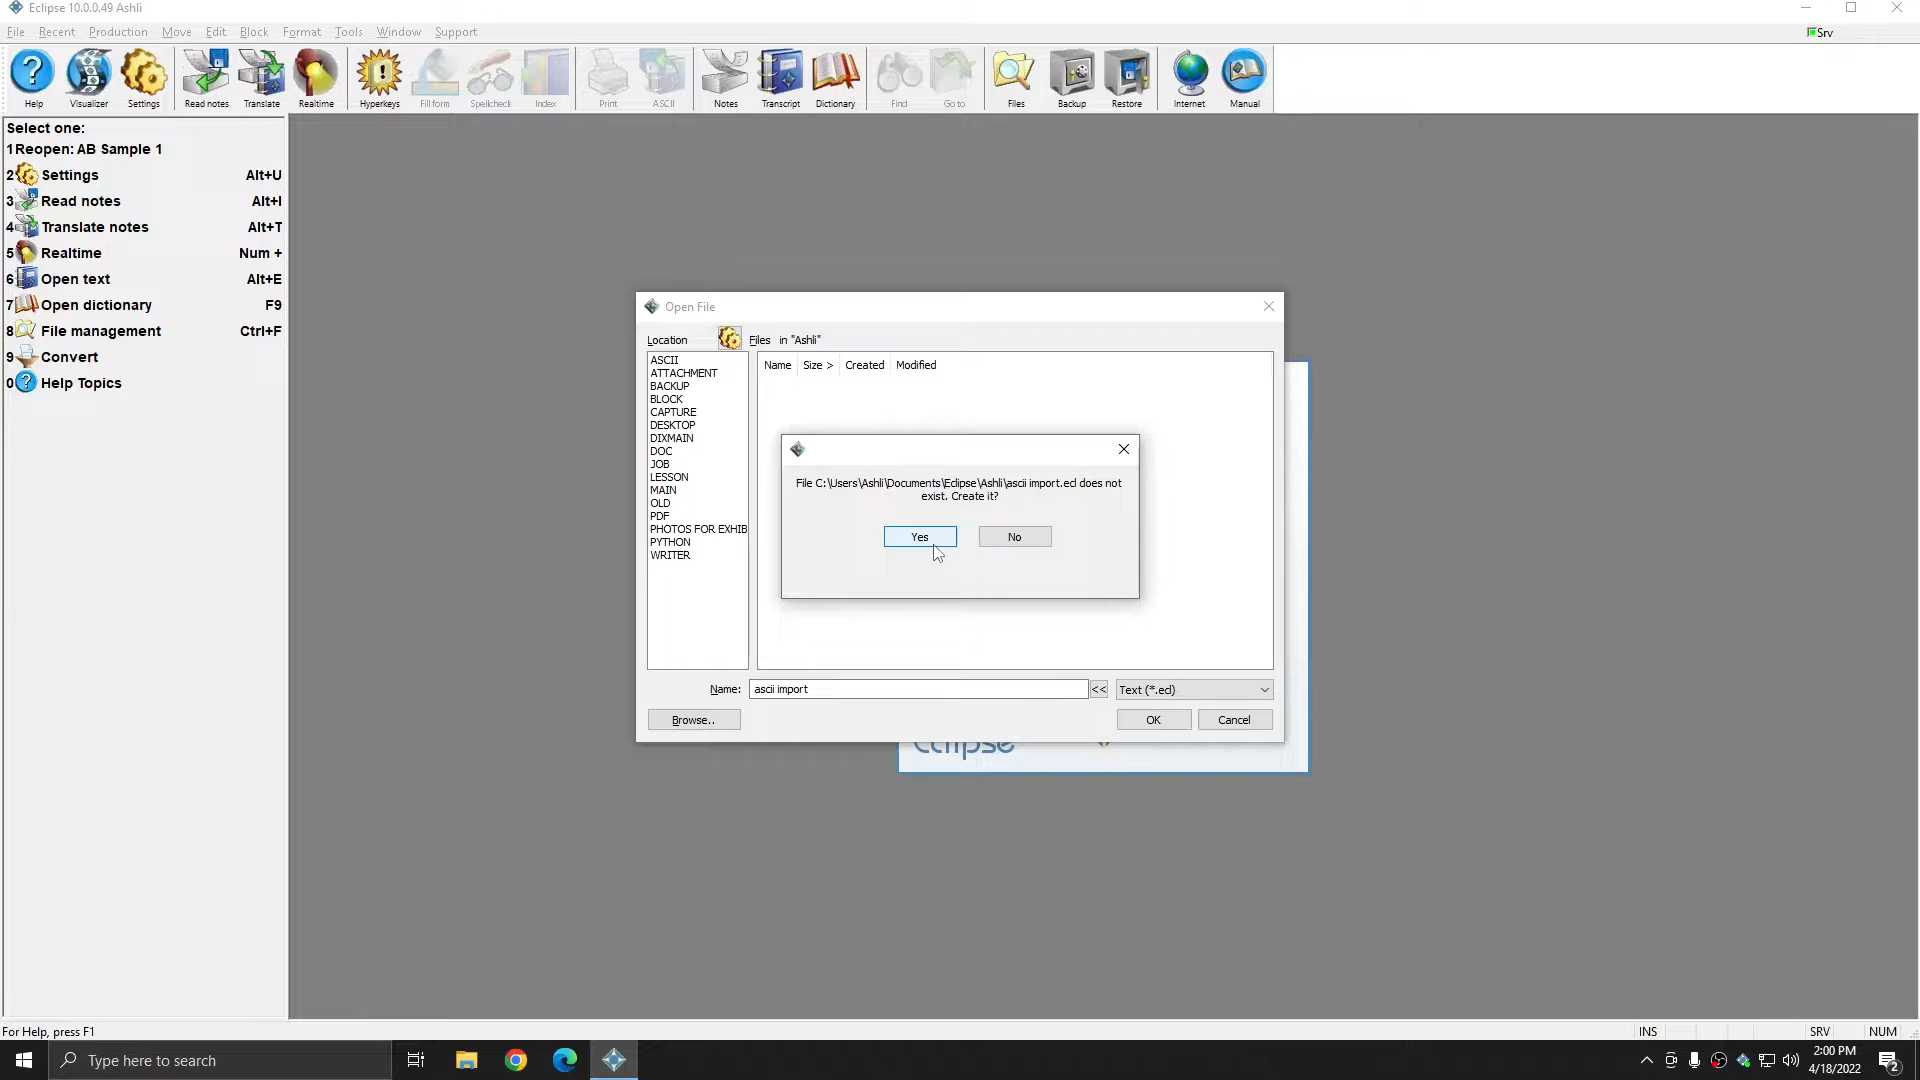 Eclipse 10.0.0.49 Ashli
File Recent Production Move Edit Block Format Tools Window Support
Srv
Help Visualizer Settings Read notes Translate Realtime Hyperkeys Fill form Spellcheck Index Print ASCII Notes Transcript Dictionary Find Go to Files Backup Restore Internet Manual
Select one:
1 Reopen: AB Sample 1
2 Settings Alt+U
3 Read notes Alt+I
4 Translate notes Alt+T
5 Realtime Num +
6 Open text Alt+E
7 Open dictionary F9
8 File management Ctrl+F
9 Convert
0 Help Topics
Open File
Location Files in "Ashli"
Name Size > Created Modified
ASCII
ATTACHMENT
BACKUP
BLOCK
CAPTURE
DESKTOP
DIXMAIN
DOC
JOB
LESSON
MAIN
OLD
PDF
PHOTOS FOR EXHIB
PYTHON
WRITER
File C:\Users\Ashli\Documents\Eclipse\Ashli\ascii import.ecl does not
exist. Create it?
Yes No
Name: ascii import << Text (*.ecl)
Browse.. OK Cancel
Eclipse
For Help, press F1 INS SRV NUM
Type here to search
2:00 PM
4/18/2022
2